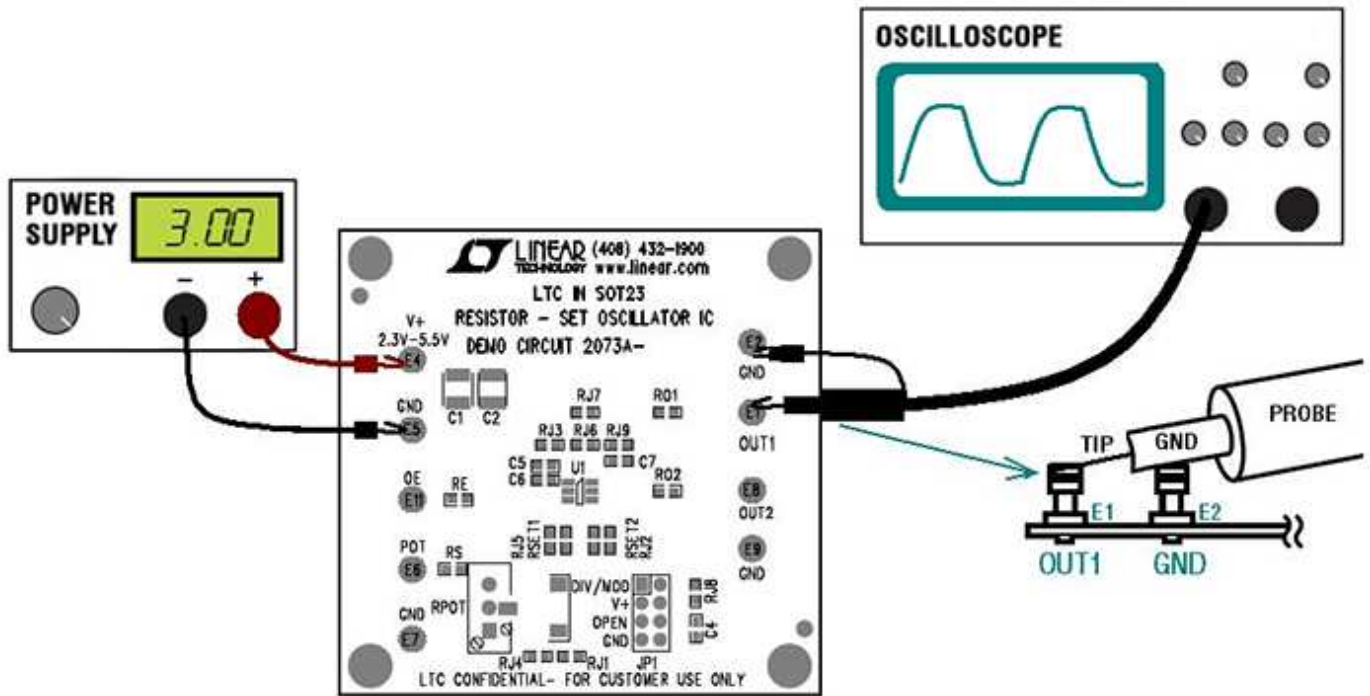 OSCILLOSCOPE
POWER
SUPPLY
3.00
-
+
LINEAR (408) 432-1900
TECHNOLOGY www.linear.com
LTC IN SOT23
RESISTOR - SET OSCILLATOR IC
DEMO CIRCUIT 2073A-
V+
2.3V-5.5V
E4
GND
E5
OE
E11
POT
E6
GND
E7
C1
C2
RJ7
RO1
RJ3
RJ6
RJ9
C5
C6
U1
C7
RO2
RE
RS
RPOT
RJ5
RSET1
RSET2
RJ2
DIV/MOD
V+
OPEN
GND
JP1
RJ8
C4
RJ4
RJ1
LTC CONFIDENTIAL- FOR CUSTOMER USE ONLY
E2
GND
E1
OUT1
E8
OUT2
E9
GND
PROBE
GND
TIP
E1
E2
OUT1
GND